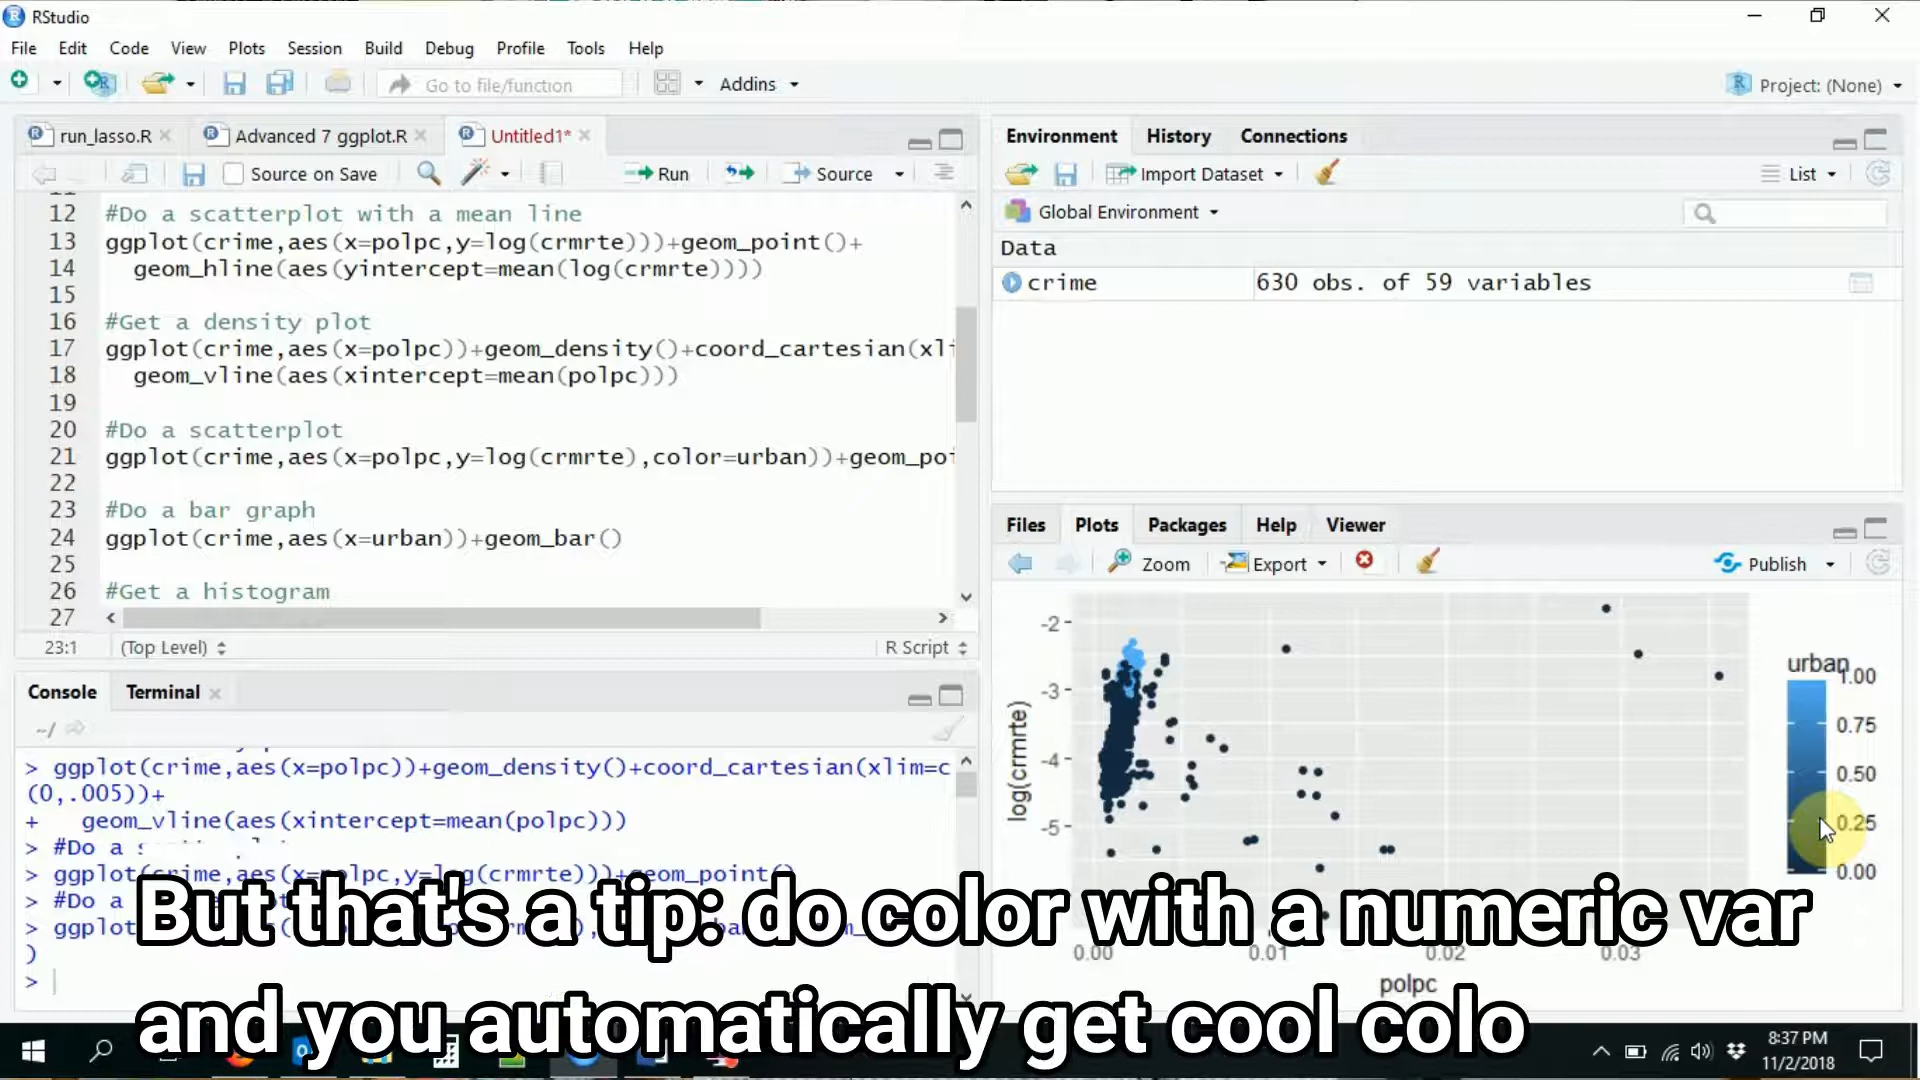 RStudio
File Edit Code View Plots Session Build Debug Profile Tools Help
Go to file/function Addins Project: (None)
run_lasso.R Advanced 7 ggplot.R Untitled1*
Source on Save Run Source
12 #Do a scatterplot with a mean line
13 ggplot(crime,aes(x=polpc,y=log(crmrte)))+geom_point()+
14 geom_hline(aes(yintercept=mean(log(crmrte))))
15
16 #Get a density plot
17 ggplot(crime,aes(x=polpc))+geom_density()+coord_cartesian(xli
18 geom_vline(aes(xintercept=mean(polpc)))
19
20 #Do a scatterplot
21 ggplot(crime,aes(x=polpc,y=log(crmrte),color=urban))+geom_poi
22
23 #Do a bar graph
24 ggplot(crime,aes(x=urban))+geom_bar()
25
26 #Get a histogram
27
23:1 (Top Level) R Script
Console Terminal
~/
> ggplot(crime,aes(x=polpc))+geom_density()+coord_cartesian(xlim=c
(0,.005))+
+ geom_vline(aes(xintercept=mean(polpc)))
> #Do a
> ggplot(crime,aes(x=polpc,y=log(crmrte)))+geom_point()
> #Do a
> ggplot
)
>
Environment History Connections
Import Dataset List
Global Environment
Data
crime 630 obs. of 59 variables
Files Plots Packages Help Viewer
Zoom Export Publish
-2
-3
-4
-5
log(crmrte)
0.00 0.01 0.02 0.03
polpc
urban
1.00
0.75
0.50
0.25
0.00
But that's a tip: do color with a numeric var
and you automatically get cool colo
8:37 PM
11/2/2018